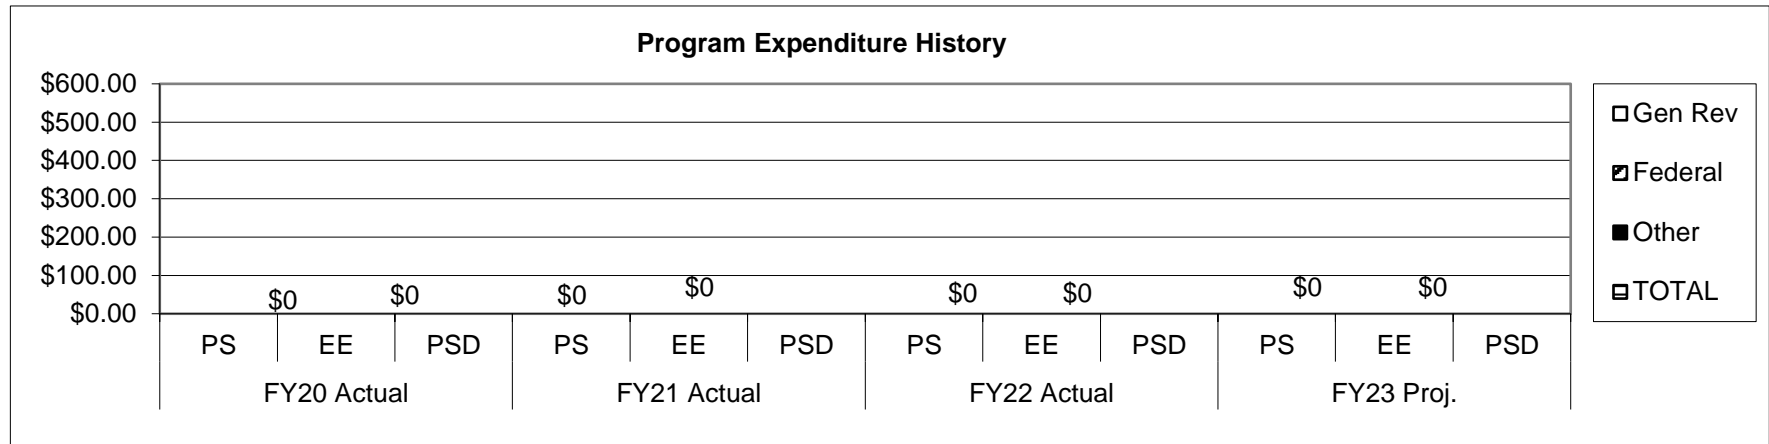 Program Expenditure History
$600.00
$500.00
$400.00
$300.00
$200.00
$100.00
$0.00
$0 $0 $0 $0 $0 $0 $0 $0
PS EE PSD PS EE PSD PS EE PSD PS EE PSD
FY20 Actual FY21 Actual FY22 Actual FY23 Proj.
Gen Rev
Federal
Other
TOTAL